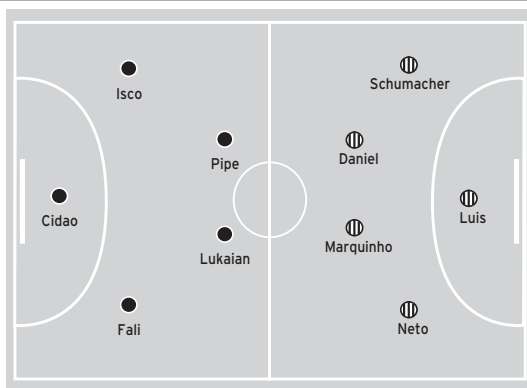 Isco
Schumacher
Pipe
Daniel
Cidao
Luis
Lukaian
Marquinho
Fali
Neto